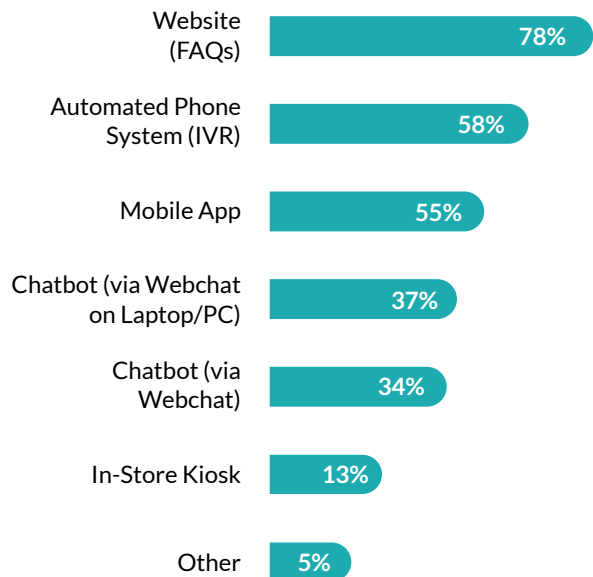 Website
(FAQs)
78%
Automated Phone
System (IVR)
58%
Mobile App
55%
Chatbot (via Webchat
on Laptop/PC)
37%
Chatbot (via
Webchat)
34%
In-Store Kiosk
13%
Other
5%